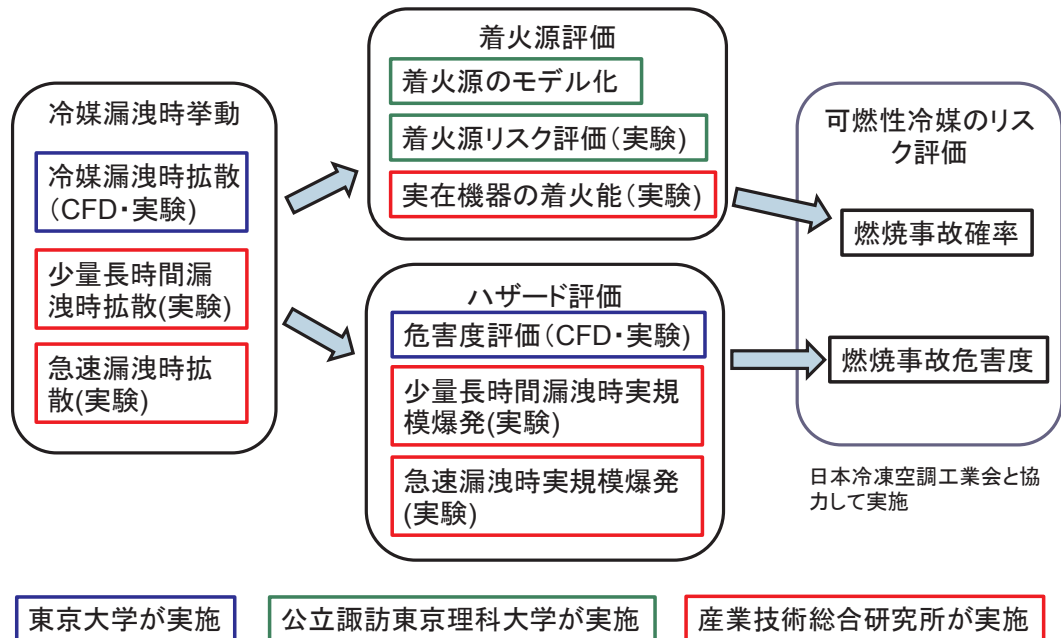 冷媒漏洩時挙動
冷媒漏洩時拡散
（CFD・実験）
少量長時間漏
洩時拡散(実験)
急速漏洩時拡
散(実験)
着火源評価
着火源のモデル化
着火源リスク評価（実験）
実在機器の着火能（実験）
ハザード評価
危害度評価（CFD・実験）
少量長時間漏洩時実規
模爆発(実験)
急速漏洩時実規模爆発
(実験)
可燃性冷媒のリス
ク評価
燃焼事故確率
燃焼事故危害度
日本冷凍空調工業会と協
力して実施
東京大学が実施
公立諏訪東京理科大学が実施
産業技術総合研究所が実施